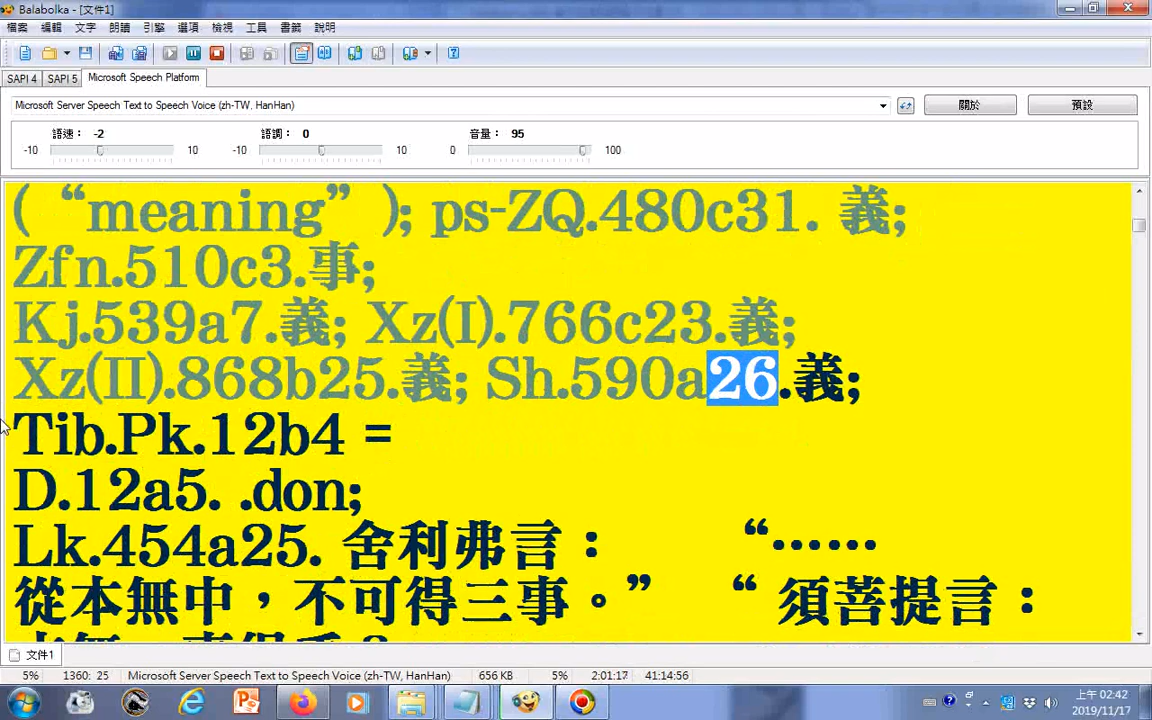 Balabolka - [文件1]
檔案 編輯 文字 朗讀 引擎 選項 檢視 工具 書籤 說明
SAPI 4 SAPI 5 Microsoft Speech Platform
Microsoft Server Speech Text to Speech Voice (zh-TW, HanHan) 關於 預設
語速： -2 語調： 0 音量： 95
-10 10 -10 10 0 100
(“meaning”); ps-ZQ.480c31. 義;
Zfn.510c3.事;
Kj.539a7.義; Xz(I).766c23.義;
Xz(II).868b25.義; Sh.590a26.義;
Tib.Pk.12b4 =
D.12a5. .don;
Lk.454a25. 舍利弗言： “……
從本無中，不可得三事。” “ 須菩提言：
文件1
5% 1360: 25 Microsoft Server Speech Text to Speech Voice (zh-TW, HanHan) 656 KB 5% 2:01:17 41:14:56
上午 02:42
2019/11/17